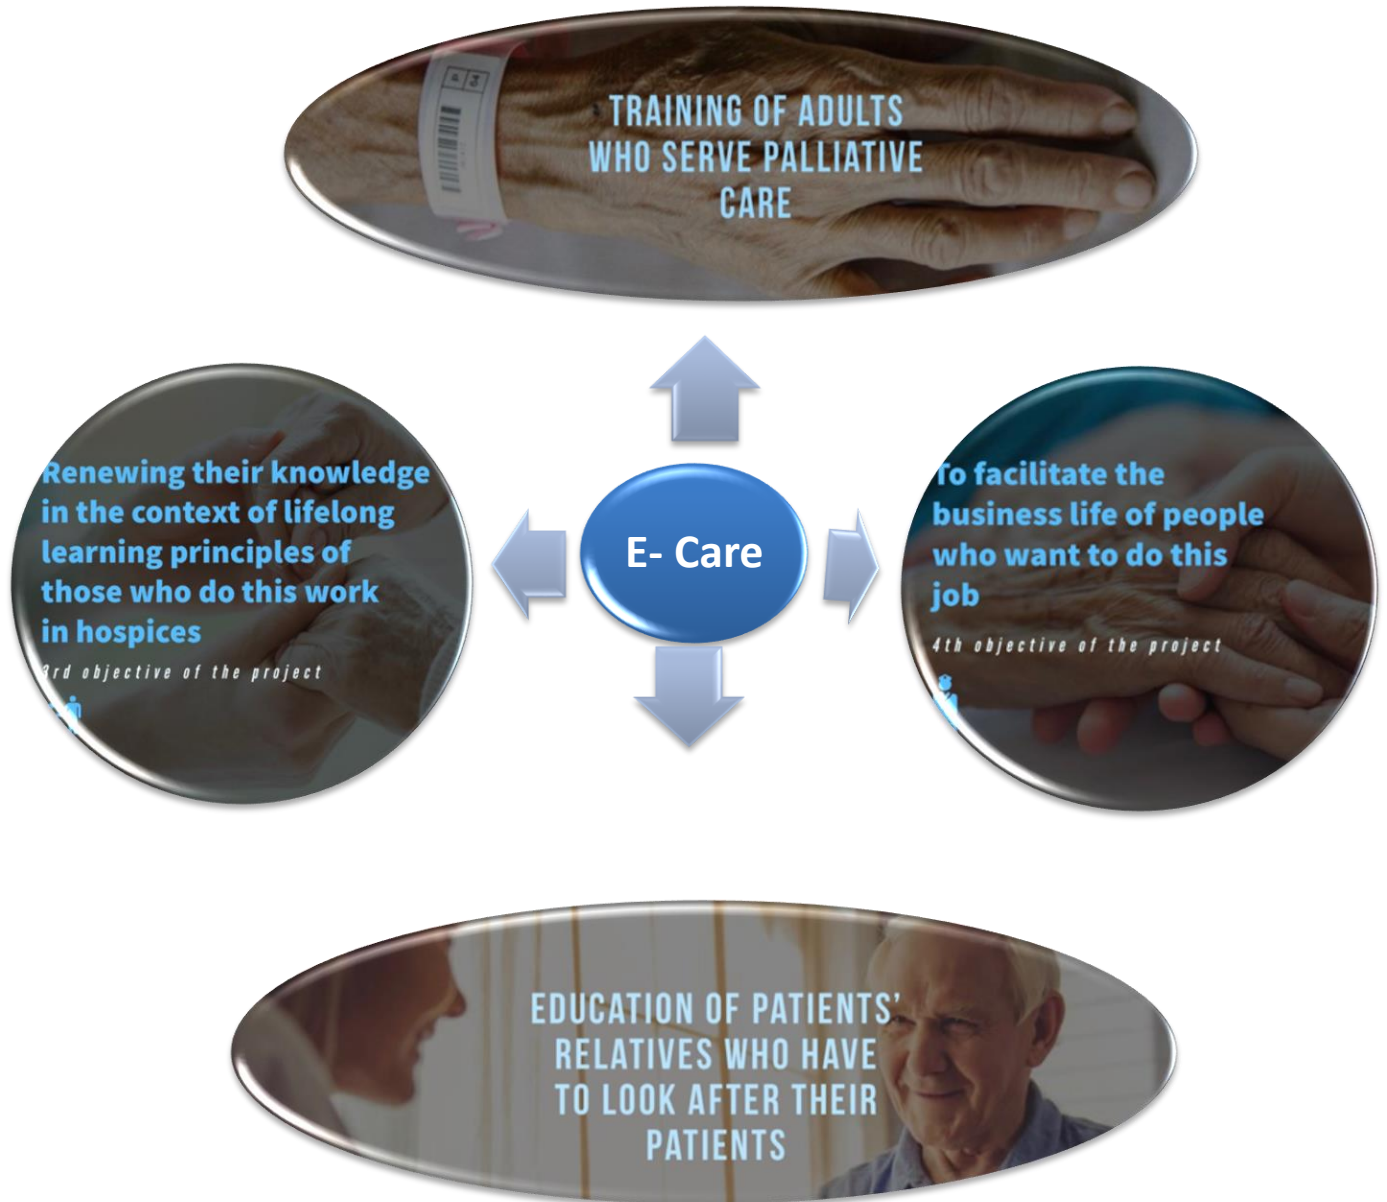 TRAINING OF ADULTS
WHO SERVE PALLIATIVE
CARE
Renewing their knowledge
in the context of lifelong
learning principles of
those who do this work
in hospices
3rd objective of the project
E- Care
To facilitate the
business life of people
who want to do this
job
4th objective of the project
EDUCATION OF PATIENTS’
RELATIVES WHO HAVE
TO LOOK AFTER THEIR
PATIENTS